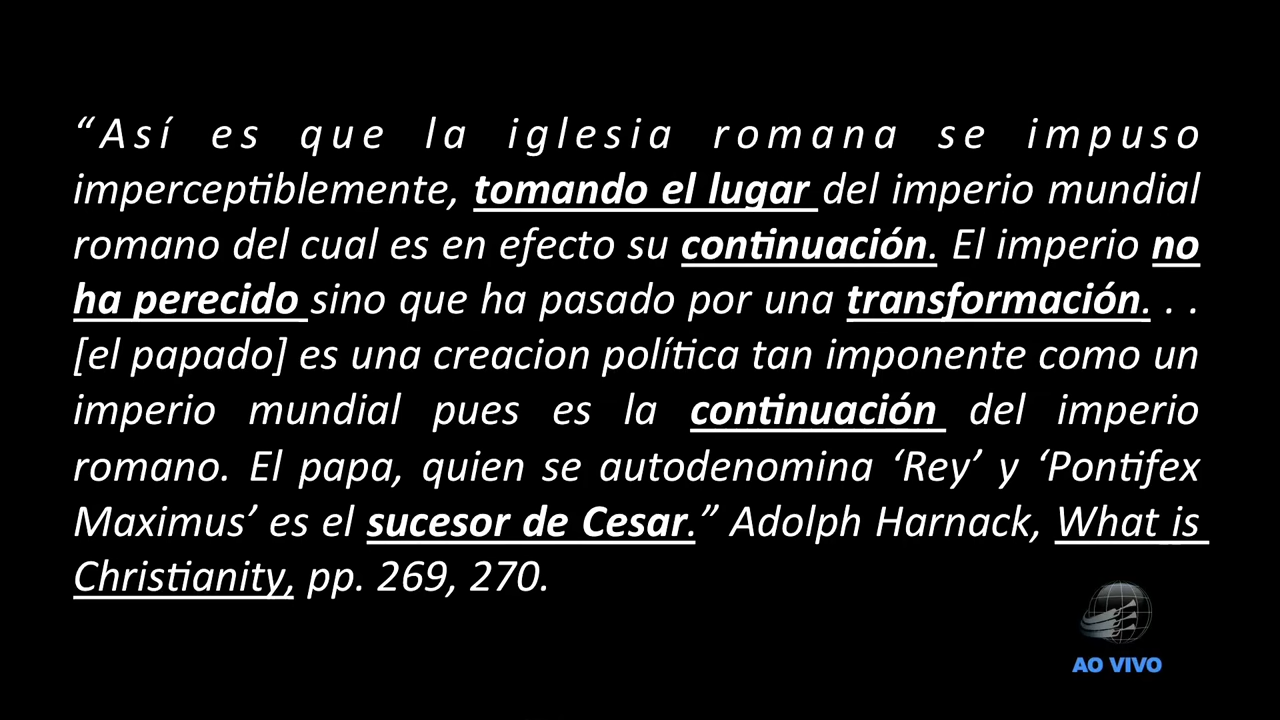 “Así es que la iglesia romana se impuso
imperceptiblemente, tomando el lugar del imperio mundial
romano del cual es en efecto su continuación. El imperio no
ha perecido sino que ha pasado por una transformación. . .
[el papado] es una creacion política tan imponente como un
imperio mundial pues es la continuación del imperio
romano. El papa, quien se autodenomina ‘Rey’ y ‘Pontifex
Maximus’ es el sucesor de Cesar.” Adolph Harnack, What is
Christianity, pp. 269, 270.
AO VIVO